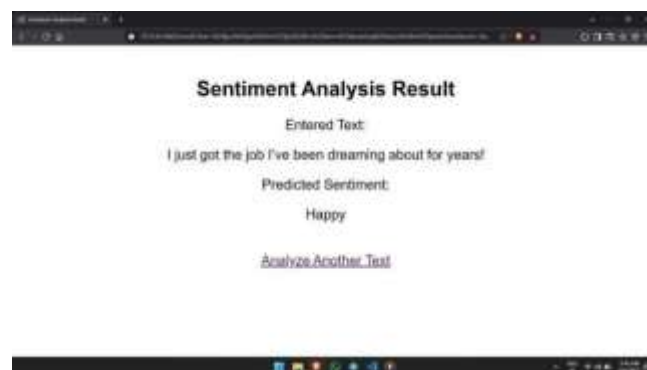 Sentiment Analysis Result
Entered Text:
I just got the job I've been dreaming about for years!
Predicted Sentiment:
Happy
Analyze Another Text